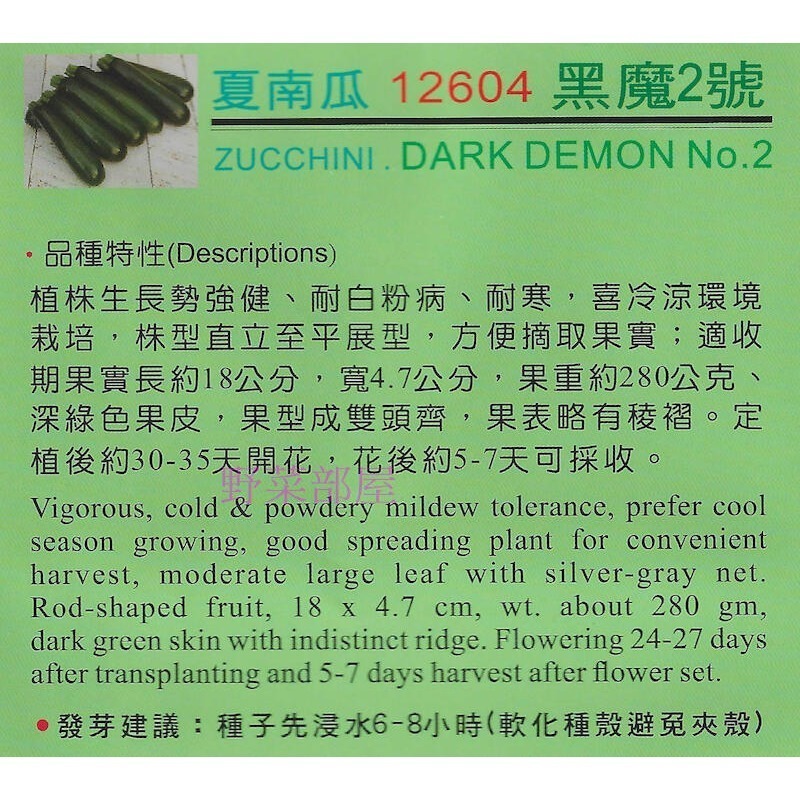 夏南瓜 12604 黑魔2號
ZUCCHINI . DARK DEMON No.2
• 品種特性(Descriptions)
植株生長勢強健、耐白粉病、耐寒，喜冷涼環境
栽培，株型直立至平展型，方便摘取果實；適收
期果實長約18公分，寬4.7公分，果重約280公克、
深綠色果皮，果型成雙頭齊，果表略有稜褶。定
植後約30-35天開花，花後約5-7天可採收。
野菜部屋
Vigorous, cold & powdery mildew tolerance, prefer cool
season growing, good spreading plant for convenient
harvest, moderate large leaf with silver-gray net.
Rod-shaped fruit, 18 x 4.7 cm, wt. about 280 gm,
dark green skin with indistinct ridge. Flowering 24-27 days
after transplanting and 5-7 days harvest after flower set.
• 發芽建議：種子先浸水6-8小時(軟化種殼避免夾殼)